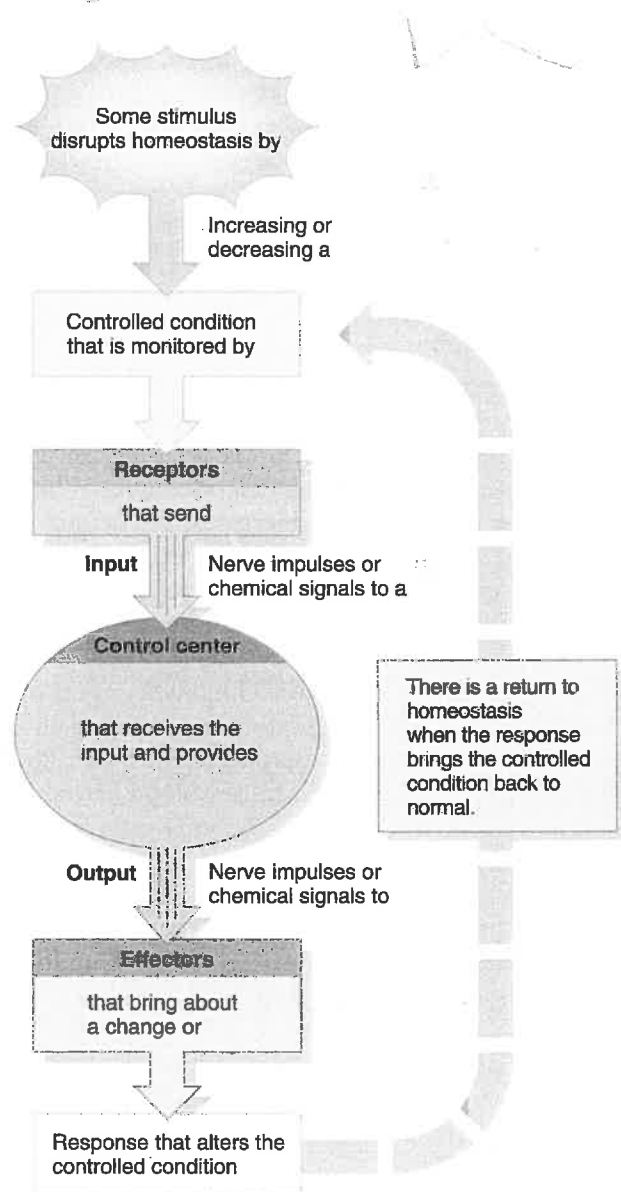 Some stimulus
disrupts homeostasis by
Increasing or
decreasing a
Controlled condition
that is monitored by
Receptors
that send
Input
Nerve impulses or
chemical signals to a
Control center
that receives the
input and provides
There is a return to
homeostasis
when the response
brings the controlled
condition back to
normal.
Output
Nerve impulses or
chemical signals to
Effectors
that bring about
a change or
Response that alters the
controlled condition